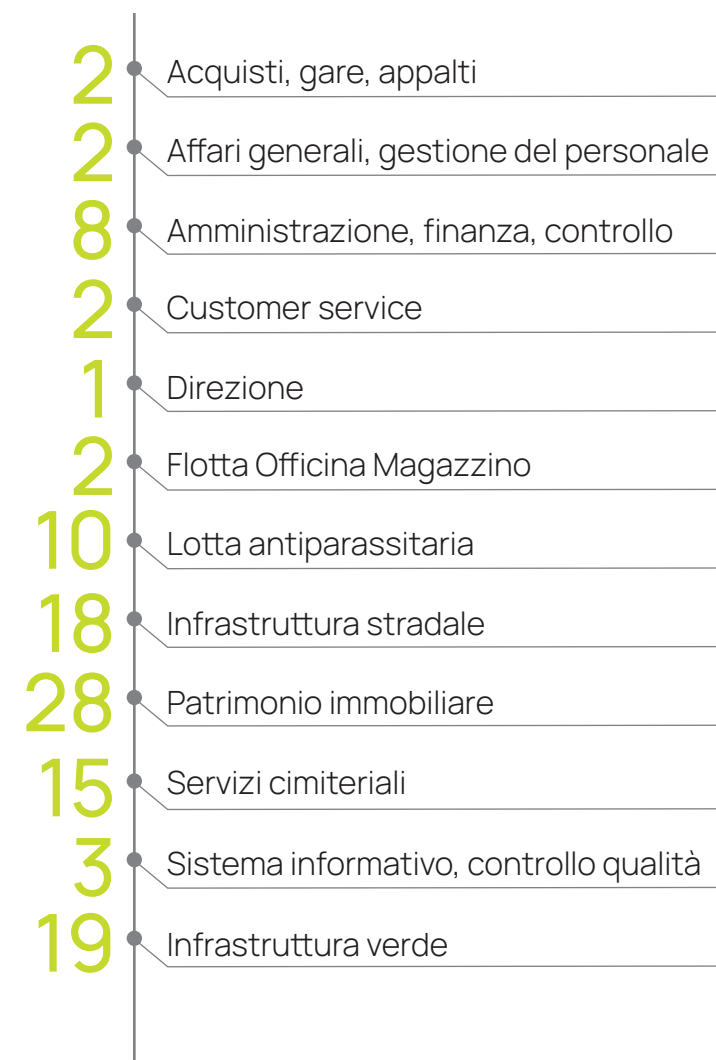 2 Acquisti, gare, appalti
2 Affari generali, gestione del personale
8 Amministrazione, finanza, controllo
2 Customer service
1 Direzione
2 Flotta Officina Magazzino
10 Lotta antiparassitaria
18 Infrastruttura stradale
28 Patrimonio immobiliare
15 Servizi cimiteriali
3 Sistema informativo, controllo qualità
19 Infrastruttura verde